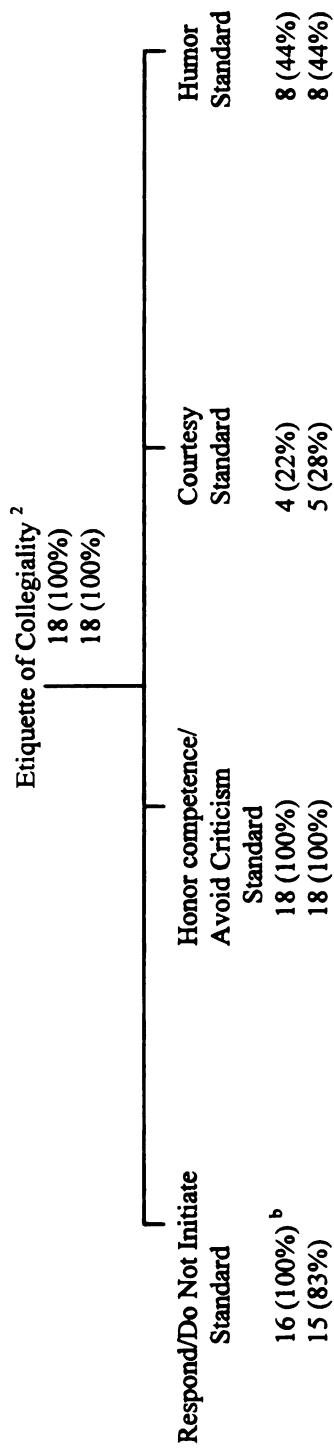 Etiquette of Collegiality 2
18 (100%)
18 (100%)
Respond/Do Not Initiate
Standard
16 (100%) b
15 (83%)
Honor competence/
Avoid Criticism
Standard
18 (100%)
18 (100%)
Courtesy
Standard
4 (22%)
5 (28%)
Humor
Standard
8 (44%)
8 (44%)